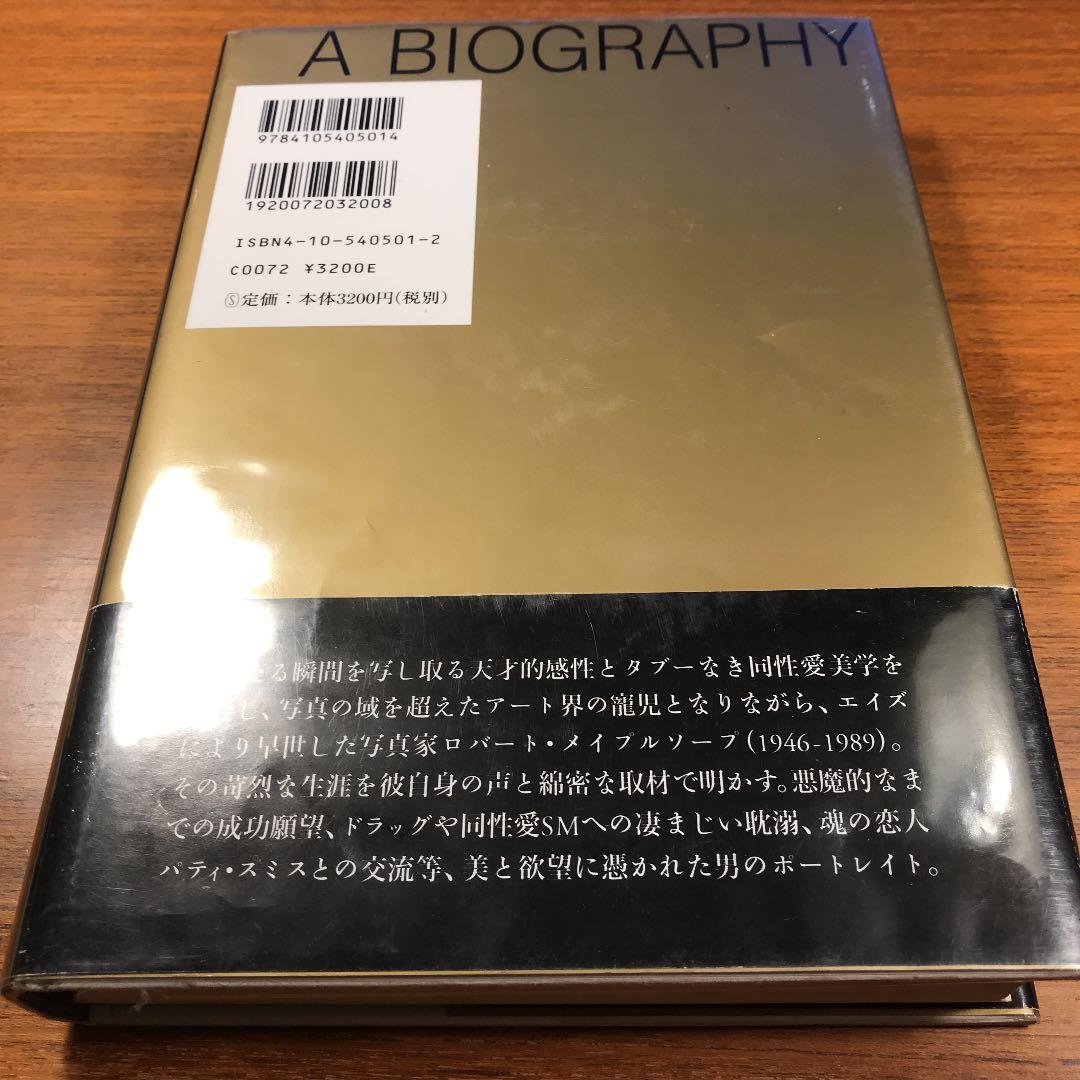 A BIOGRAPHY
9784105405014
1920072032008
ISBN4-10-540501-2
C0072 ¥3200E
Ⓢ定価：本体3200円(税別)
る瞬間を写し取る天才的感性とタブーなき同性愛美学を
し、写真の域を超えたアート界の寵児となりながら、エイズ
により早世した写真家ロバート・メイプルソープ(1946-1989)。
その苛烈な生涯を彼自身の声と綿密な取材で明かす。悪魔的なま
での成功願望、ドラッグや同性愛SMへの凄まじい耽溺、魂の恋人
パティ・スミスとの交流等、美と欲望に憑かれた男のポートレイト。